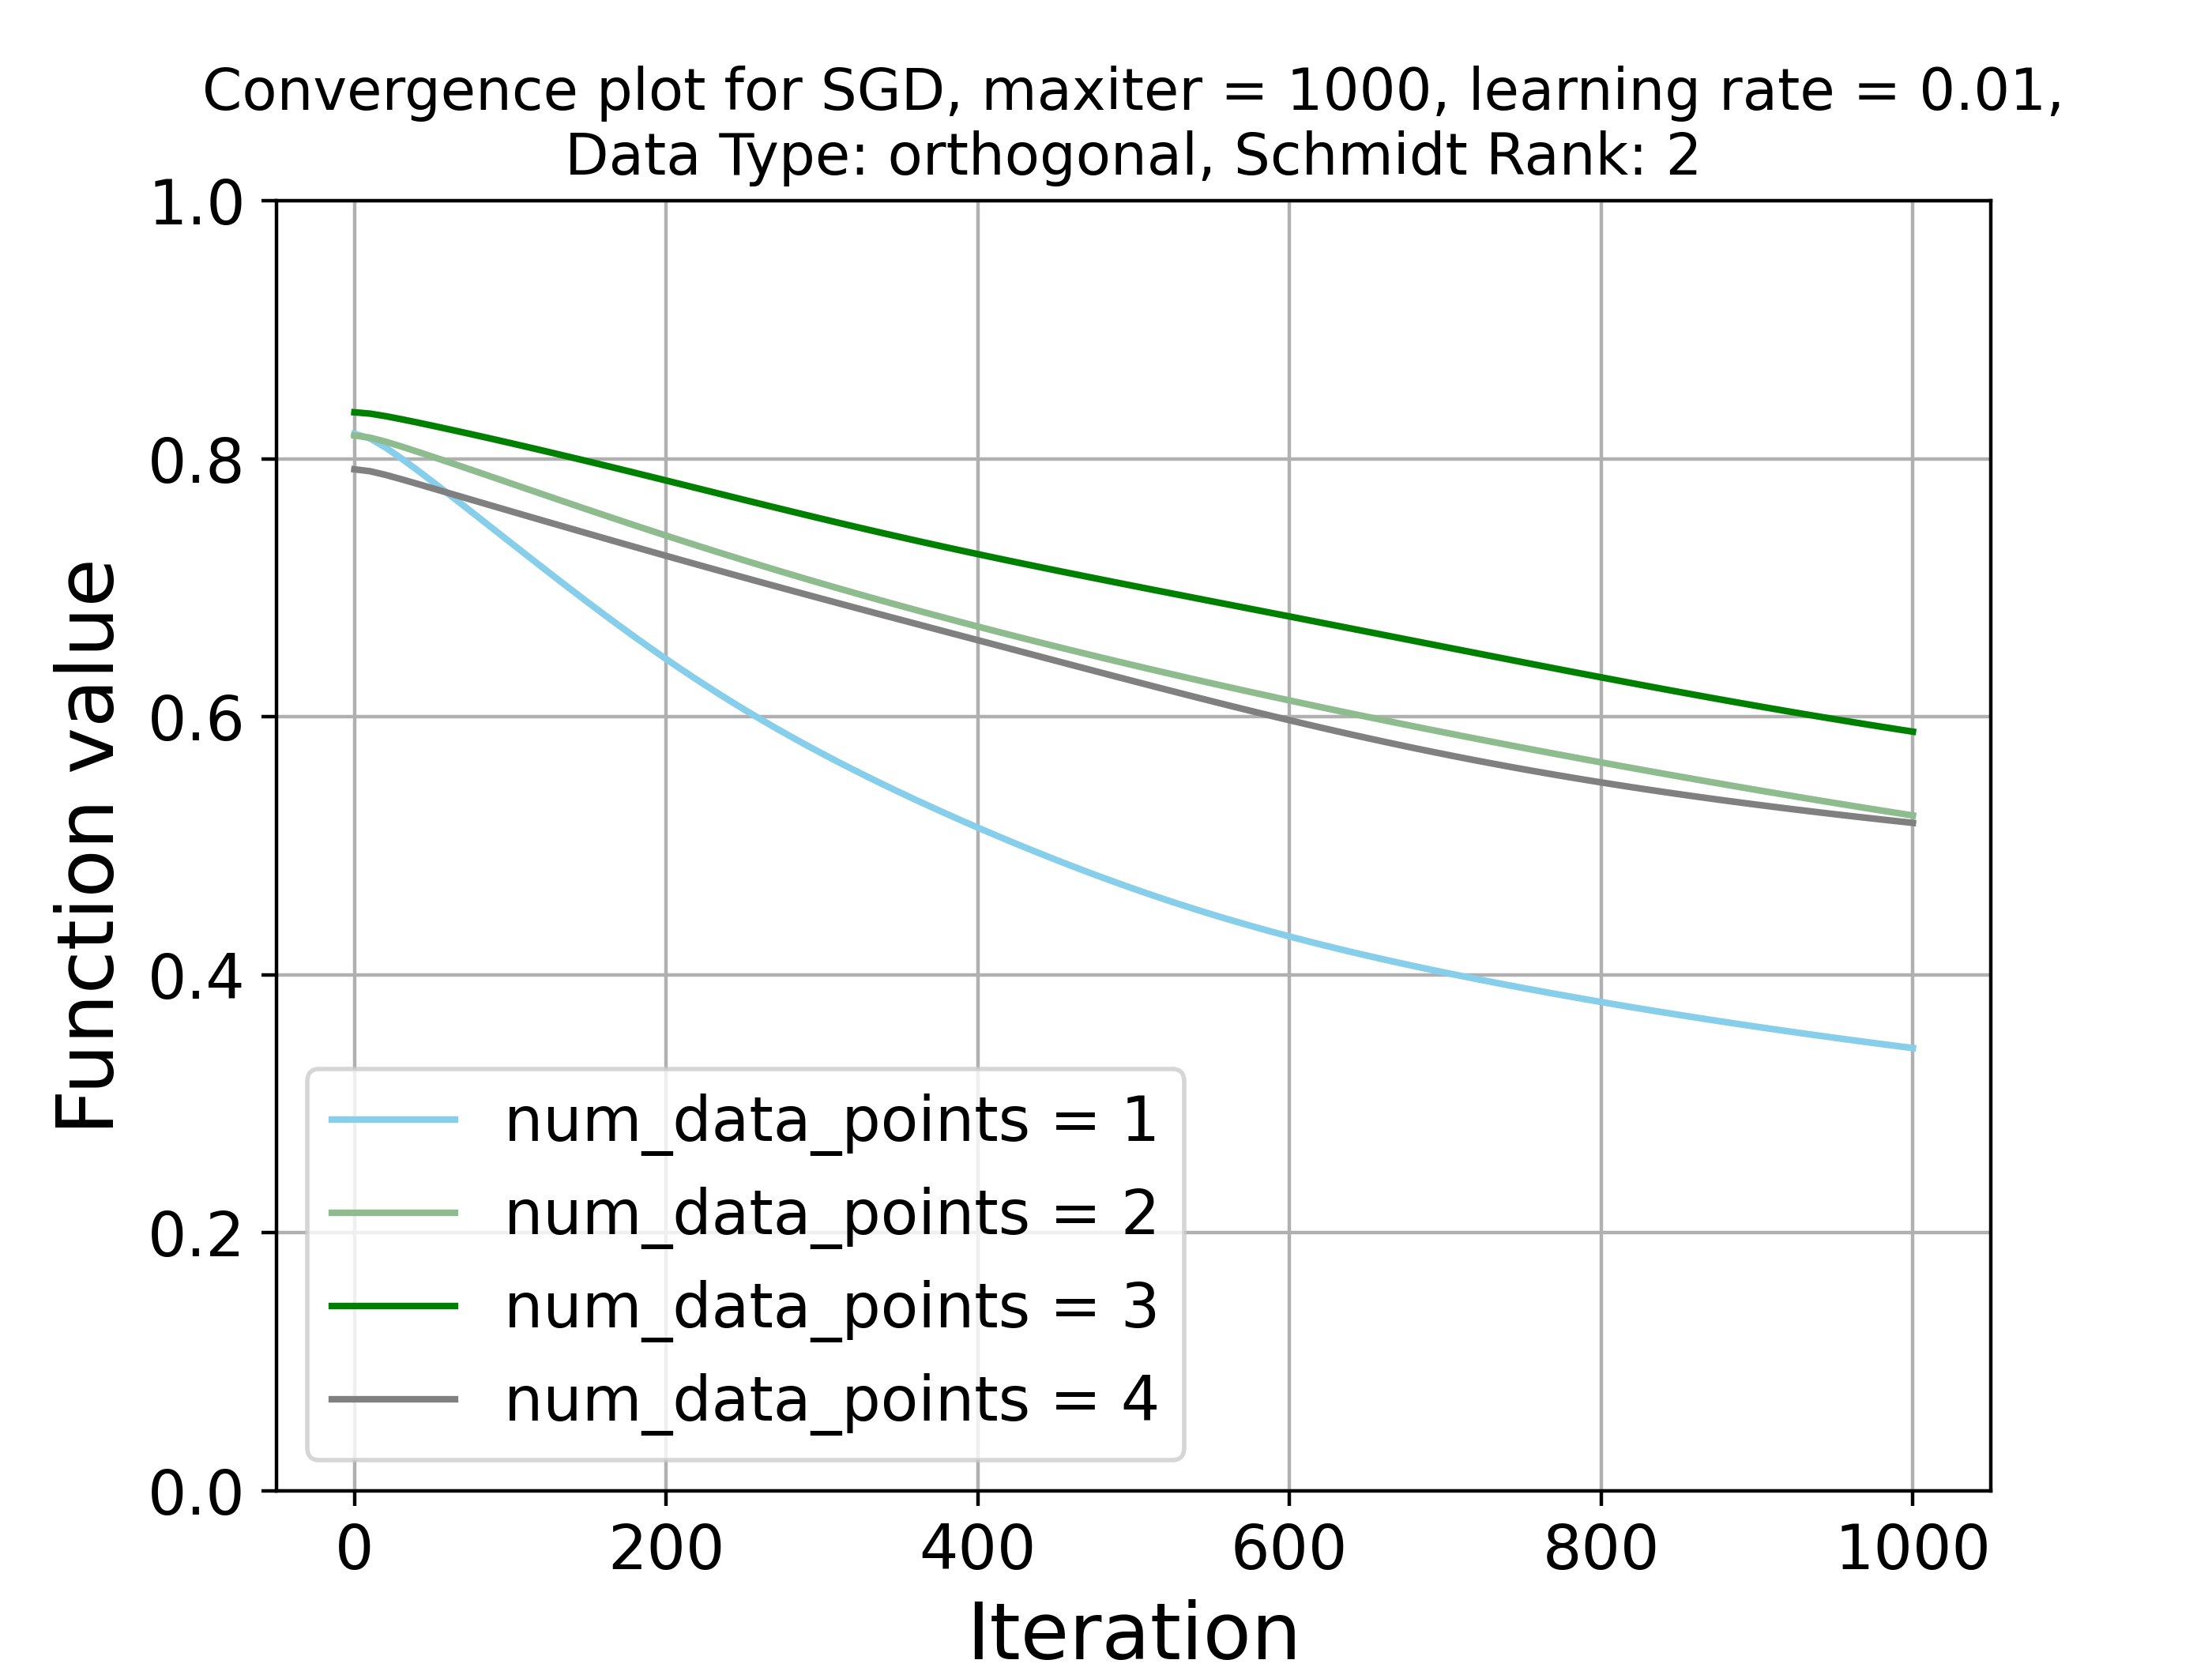 Convergence plot for SGD, maxiter = 1000, learning rate = 0.01,
Data Type: orthogonal, Schmidt Rank: 2
1.0
0.8
0.6
0.4
0.2
0.0
Function value
num_data_points = 1
num_data_points = 2
num_data_points = 3
num_data_points = 4
0 200 400 600 800 1000
Iteration